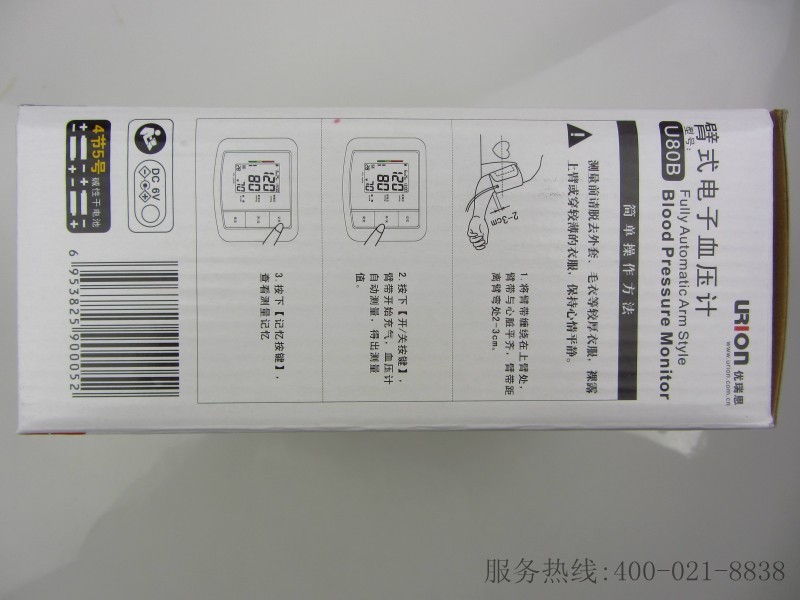 URION 优瑞恩
www.urion.com.cn
臂式电子血压计
型号:
U80B
Fully Automatic Arm Style
Blood Pressure Monitor
简单操作方法
测量前请脱去外套、毛衣等较厚衣服，裸露
上臂或穿较薄的衣服，保持心情平静。
2-3cm
1. 将臂带缠绕在上臂处，
臂带与心脏平齐，臂带距
离臂弯处2-3cm。
120
80
70
2. 按下【开/关按键】，
臂带开始充气，血压计
自动测量，得出测量
值。
120
80
70
3. 按下【记忆按键】，
查看测量记忆
DC 6V
4节5号碱性干电池
6 953825 900052
服务热线:400-021-8838